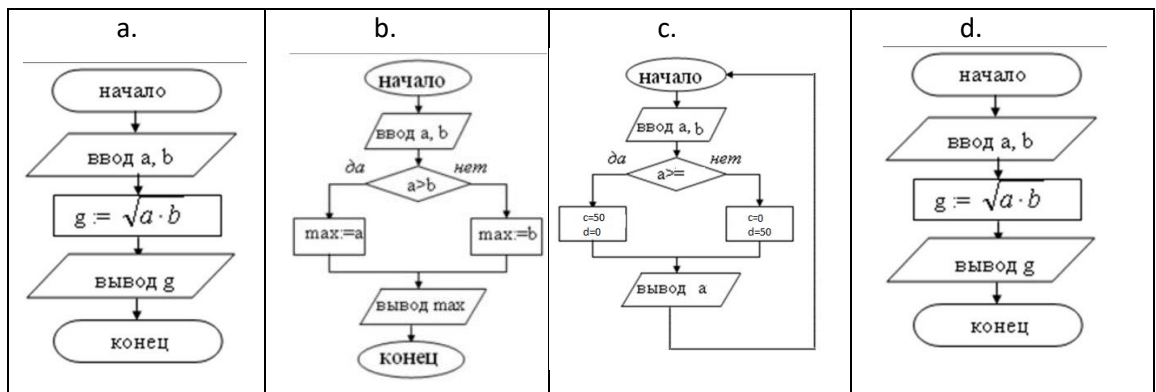 a.
начало
ввод a, b
g := √a · b
вывод g
конец
b.
начало
ввод a, b
да
нет
a>b
max:=a
max:=b
вывод max
конец
c.
начало
ввод a, b
да
нет
a>=
c=50
d=0
c=0
d=50
вывод a
d.
начало
ввод a, b
g := √a · b
вывод g
конец